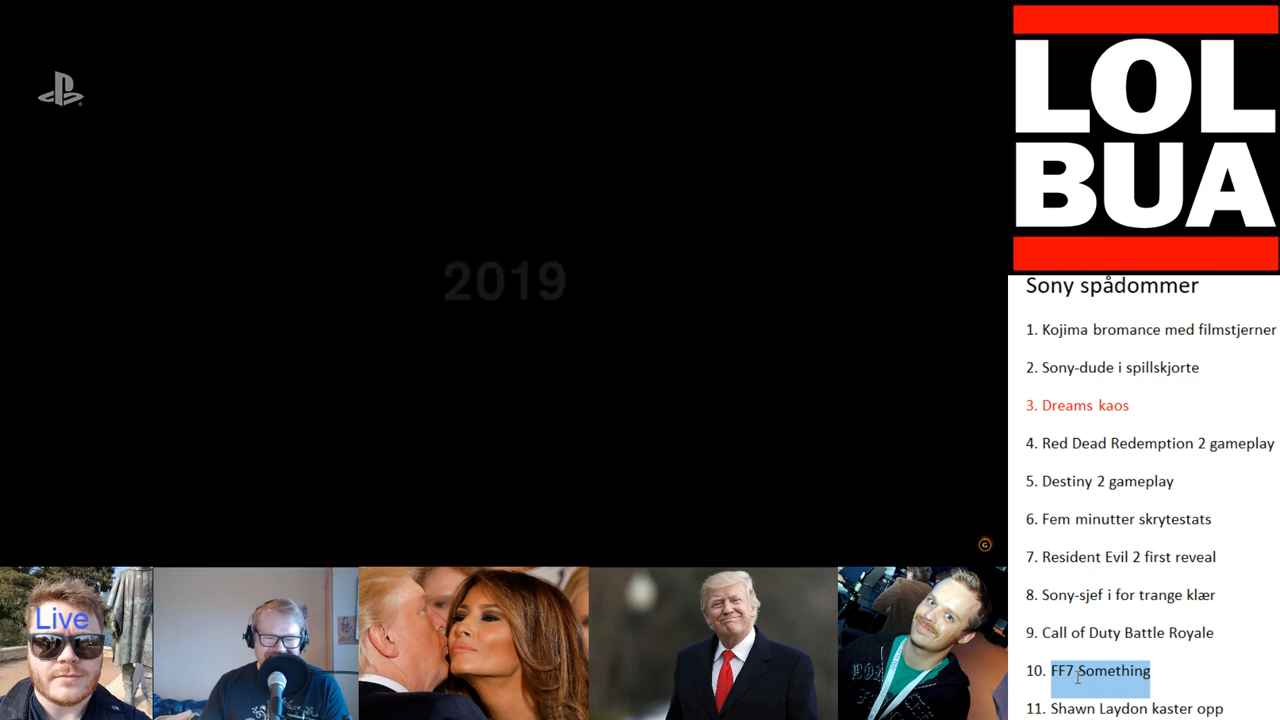 2019
G
LOL
BUA
Sony spådommer
1. Kojima bromance med filmstjerner
2. Sony-dude i spillskjorte
3. Dreams kaos
4. Red Dead Redemption 2 gameplay
5. Destiny 2 gameplay
6. Fem minutter skrytestats
7. Resident Evil 2 first reveal
8. Sony-sjef i for trange klær
9. Call of Duty Battle Royale
10. FF7 Something
11. Shawn Laydon kaster opp
Live